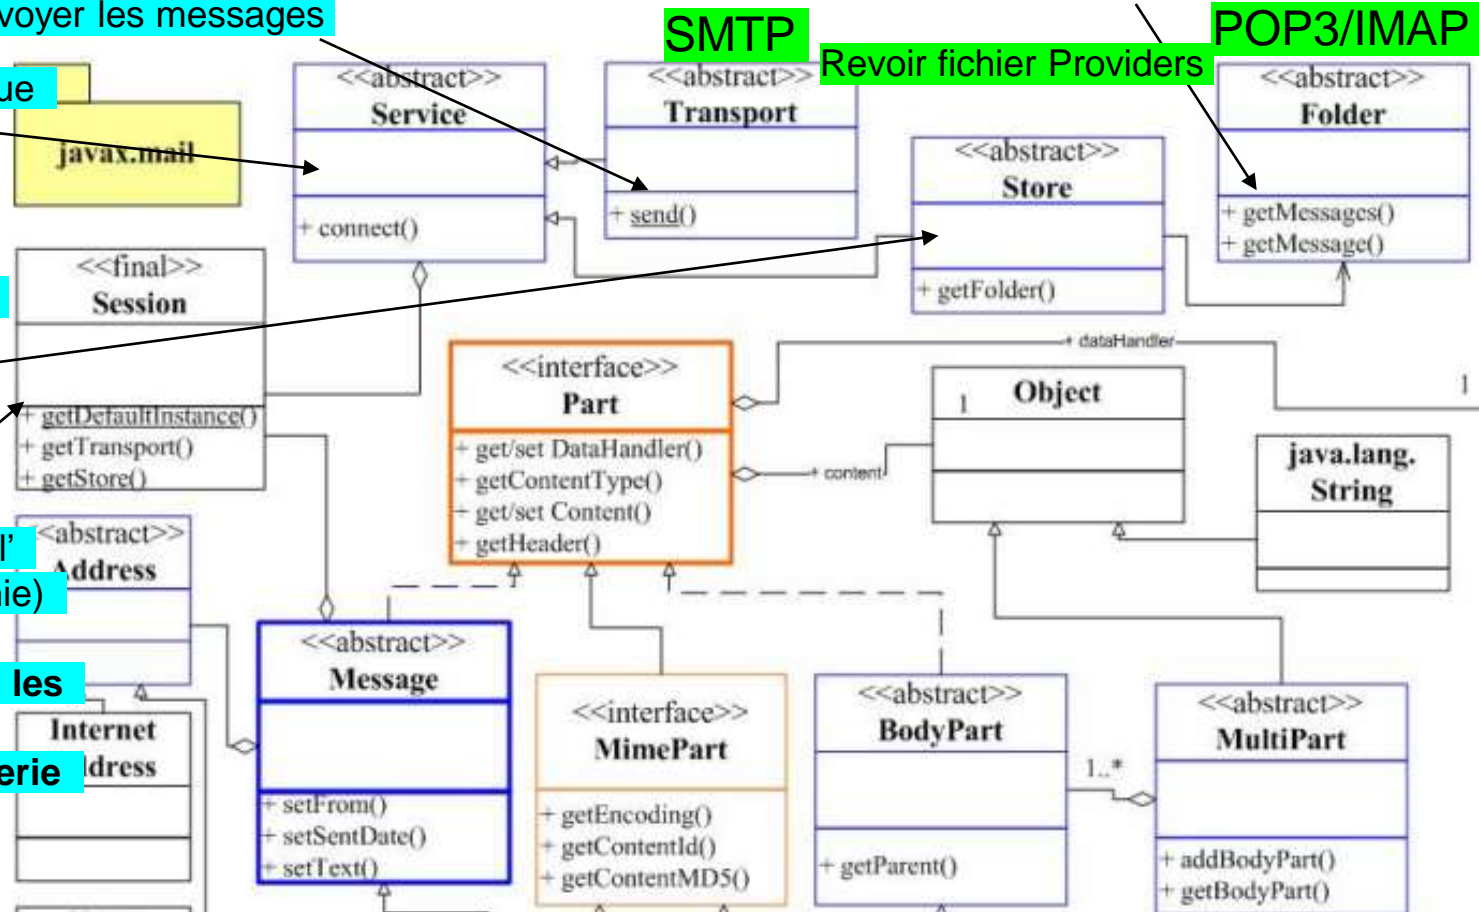 voyer les messages
SMTP
POP3/IMAP
Revoir fichier Providers
ue
javax.mail
<<abstract>>
Service
+ connect()
<<abstract>>
Transport
+ send()
<<abstract>>
Store
+ getFolder()
<<abstract>>
Folder
+ getMessages()
+ getMessage()
<<final>>
Session
+ getDefaultInstance()
+ getTransport()
+ getStore()
<<interface>>
Part
+ get/set DataHandler()
+ getContentType()
+ get/set Content()
+ getHeader()
+ dataHandler
1
+ content
1
Object
java.lang.
String
<<abstract>>
Address
l'
nie)
les
erie
Internet
ddress
<<abstract>>
Message
+ setFrom()
+ setSentDate()
+ setText()
<<interface>>
MimePart
+ getEncoding()
+ getContentId()
+ getContentMD5()
<<abstract>>
BodyPart
+ getParent()
1..*
<<abstract>>
MultiPart
+ addBodyPart()
+ getBodyPart()